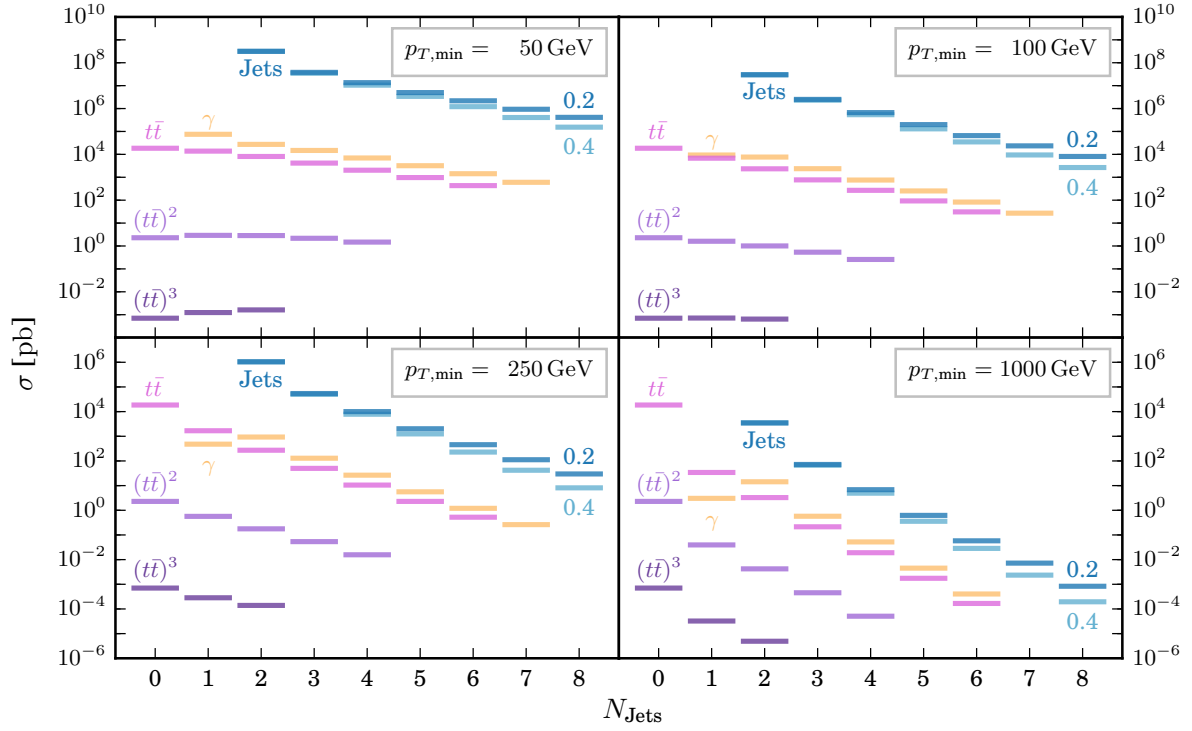 10^10
10^8
10^6
10^4
10^2
10^0
10^−2
p_{T,min} = 50 GeV
Jets
γ
tt̄
(tt̄)^2
(tt̄)^3
0.2
0.4
p_{T,min} = 100 GeV
Jets
γ
tt̄
(tt̄)^2
(tt̄)^3
0.2
0.4
10^10
10^8
10^6
10^4
10^2
10^0
10^−2
σ [pb]
10^6
10^4
10^2
10^0
10^−2
10^−4
10^−6
p_{T,min} = 250 GeV
Jets
tt̄
γ
(tt̄)^2
(tt̄)^3
0.2
0.4
p_{T,min} = 1000 GeV
Jets
tt̄
(tt̄)^2
γ
(tt̄)^3
0.2
0.4
10^6
10^4
10^2
10^0
10^−2
10^−4
10^−6
0 1 2 3 4 5 6 7 8
0 1 2 3 4 5 6 7 8
N_Jets